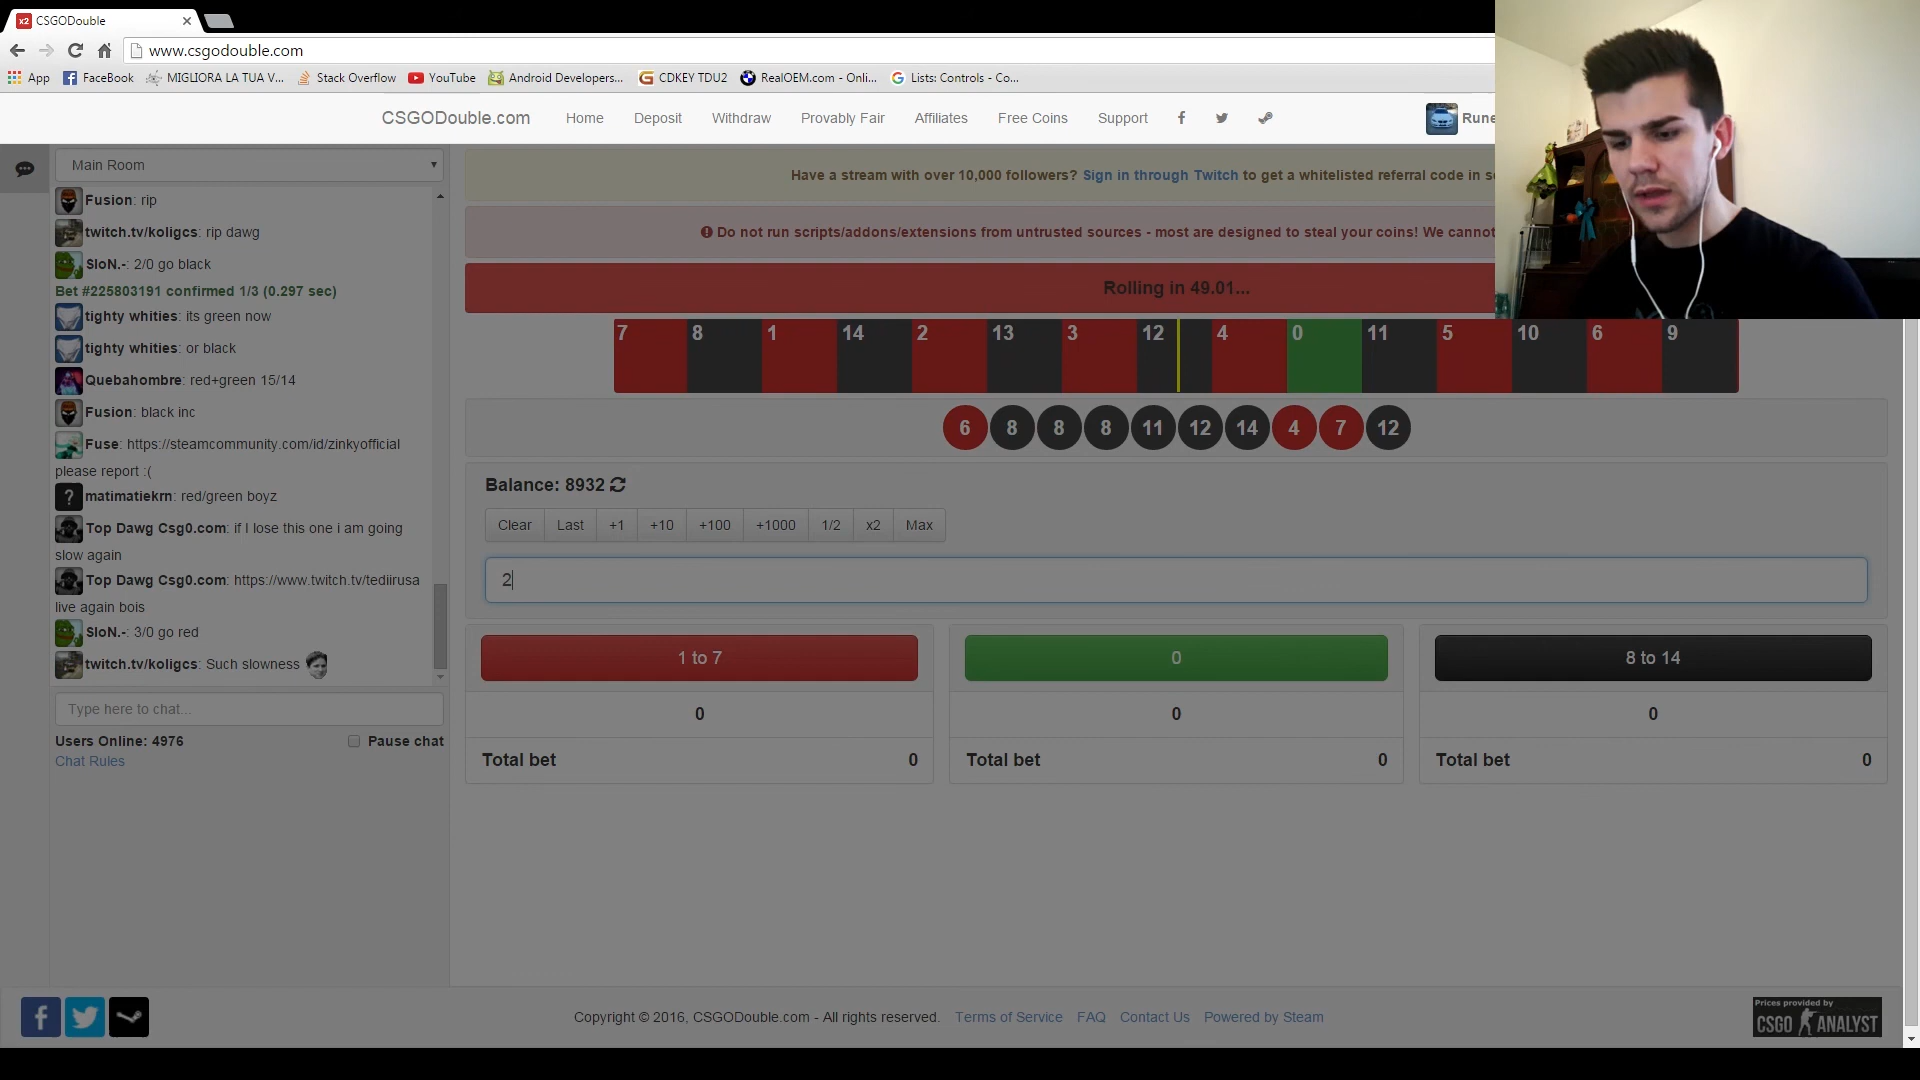 x2 CSGODouble
www.csgodouble.com
App FaceBook MIGLIORA LA TUA V... Stack Overflow YouTube Android Developers... CDKEY TDU2 RealOEM.com - Onli... Lists: Controls - Co...
CSGODouble.com Home Deposit Withdraw Provably Fair Affiliates Free Coins Support Rune
Main Room
Fusion: rip
twitch.tv/koligcs: rip dawg
SloN.-: 2/0 go black
Bet #225803191 confirmed 1/3 (0.297 sec)
tighty whities: its green now
tighty whities: or black
Quebahombre: red+green 15/14
Fusion: black inc
Fuse: https://steamcommunity.com/id/zinkyofficial
please report :(
matimatiekrn: red/green boyz
Top Dawg Csg0.com: if I lose this one i am going
slow again
Top Dawg Csg0.com: https://www.twitch.tv/tediirusa
live again bois
SloN.-: 3/0 go red
twitch.tv/koligcs: Such slowness
Type here to chat...
Users Online: 4976 Pause chat
Chat Rules
Have a stream with over 10,000 followers? Sign in through Twitch to get a whitelisted referral code in s
Do not run scripts/addons/extensions from untrusted sources - most are designed to steal your coins! We cannot
Rolling in 49.01...
7 8 1 14 2 13 3 12 4 0 11 5 10 6 9
6 8 8 8 11 12 14 4 7 12
Balance: 8932
Clear Last +1 +10 +100 +1000 1/2 x2 Max
2
1 to 7 0 8 to 14
0 0 0
Total bet 0 Total bet 0 Total bet 0
Copyright © 2016, CSGODouble.com - All rights reserved. Terms of Service FAQ Contact Us Powered by Steam
Prices provided by
CSGO ANALYST